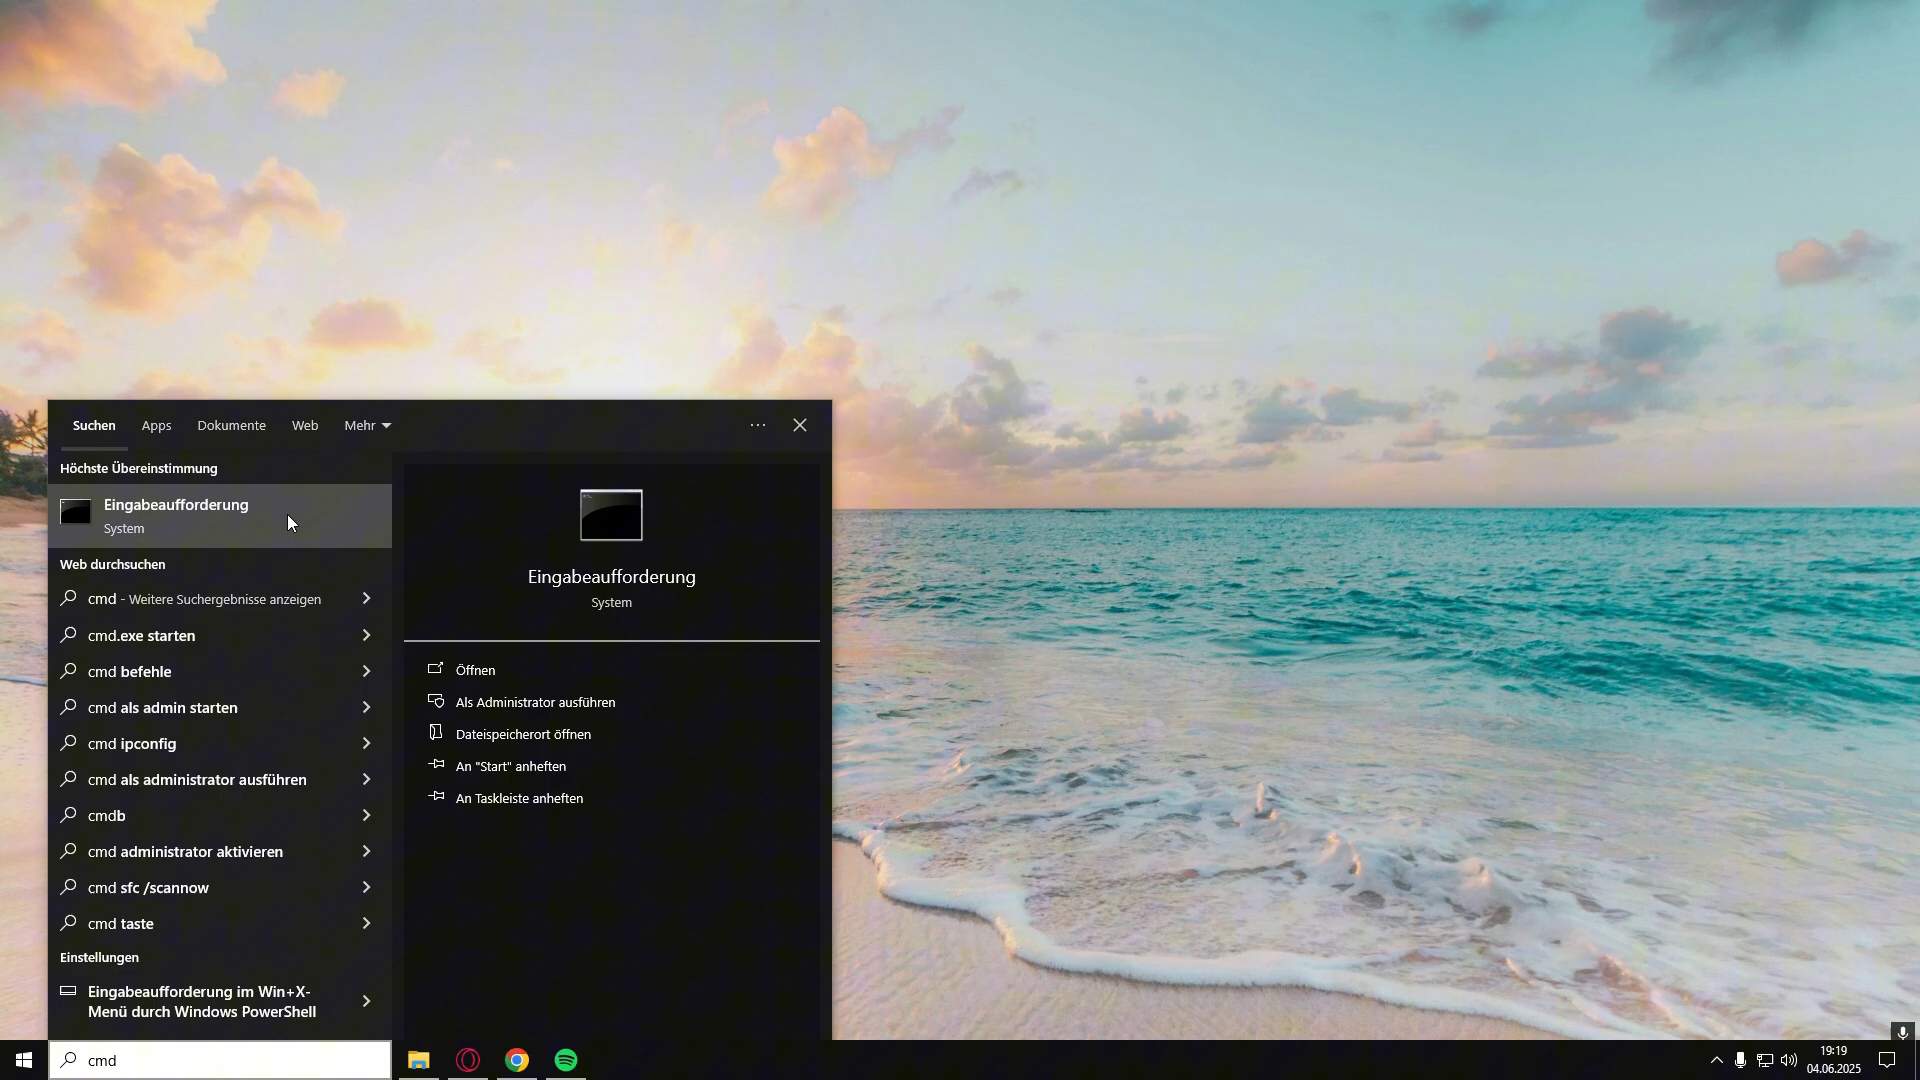 Suchen Apps Dokumente Web Mehr
Höchste Übereinstimmung
Eingabeaufforderung
System
Web durchsuchen
cmd - Weitere Suchergebnisse anzeigen
cmd.exe starten
cmd befehle
cmd als admin starten
cmd ipconfig
cmd als administrator ausführen
cmdb
cmd administrator aktivieren
cmd sfc /scannow
cmd taste
Einstellungen
Eingabeaufforderung im Win+X-
Menü durch Windows PowerShell
Eingabeaufforderung
System
Öffnen
Als Administrator ausführen
Dateispeicherort öffnen
An "Start" anheften
An Taskleiste anheften
cmd
19:19
04.06.2025